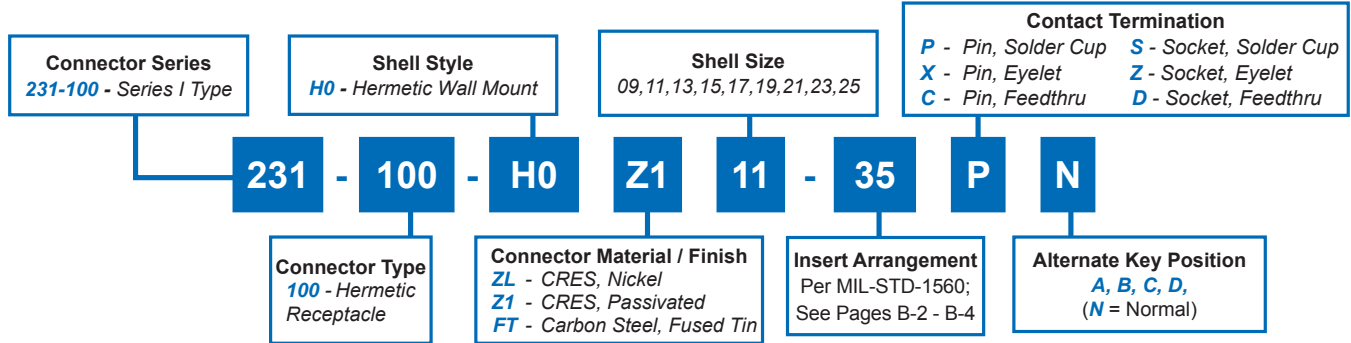 Connector Series
231-100 - Series I Type
Shell Style
H0 - Hermetic Wall Mount
Shell Size
09,11,13,15,17,19,21,23,25
Contact Termination
P - Pin, Solder Cup
S - Socket, Solder Cup
X - Pin, Eyelet
Z - Socket, Eyelet
C - Pin, Feedthru
D - Socket, Feedthru
231 - 100 - H0 Z1 11 - 35 P N
Connector Type
100 - Hermetic
Receptacle
Connector Material / Finish
ZL - CRES, Nickel
Z1 - CRES, Passivated
FT - Carbon Steel, Fused Tin
Insert Arrangement
Per MIL-STD-1560;
See Pages B-2 - B-4
Alternate Key Position
A, B, C, D,
(N = Normal)